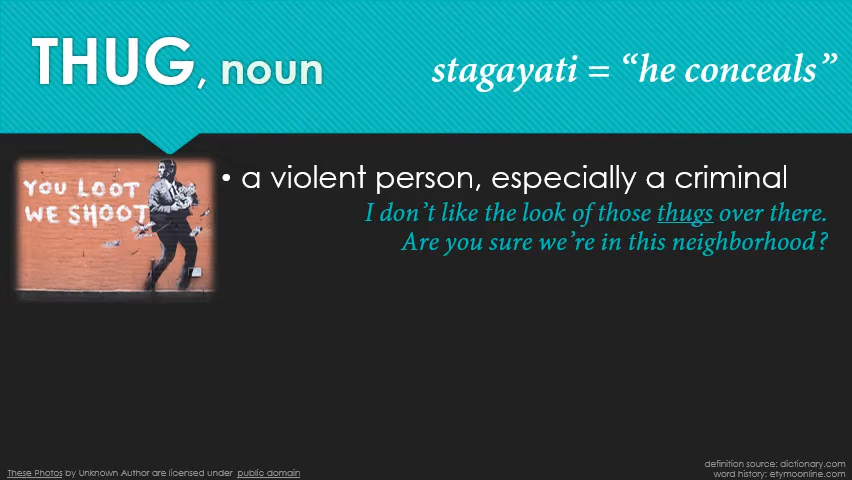 THUG, noun
stagayati = “he conceals”
YOU LOOT
WE SHOOT
• a violent person, especially a criminal
I don’t like the look of those thugs over there.
Are you sure we’re in this neighborhood?
These Photos by Unknown Author are licensed under public domain
definition source: dictionary.com
word history: etymoonline.com